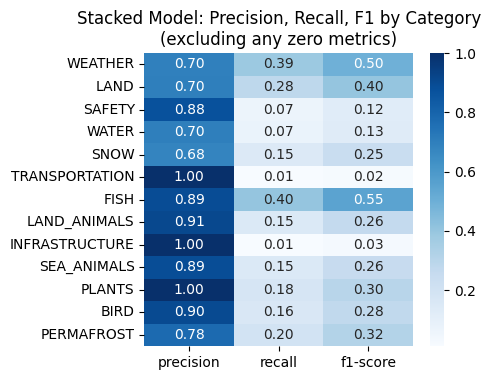 Stacked Model: Precision, Recall, F1 by Category
(excluding any zero metrics)
WEATHER 0.70 0.39 0.50
LAND 0.70 0.28 0.40
SAFETY 0.88 0.07 0.12
WATER 0.70 0.07 0.13
SNOW 0.68 0.15 0.25
TRANSPORTATION 1.00 0.01 0.02
FISH 0.89 0.40 0.55
LAND_ANIMALS 0.91 0.15 0.26
INFRASTRUCTURE 1.00 0.01 0.03
SEA_ANIMALS 0.89 0.15 0.26
PLANTS 1.00 0.18 0.30
BIRD 0.90 0.16 0.28
PERMAFROST 0.78 0.20 0.32
precision recall f1-score
1.0
0.8
0.6
0.4
0.2